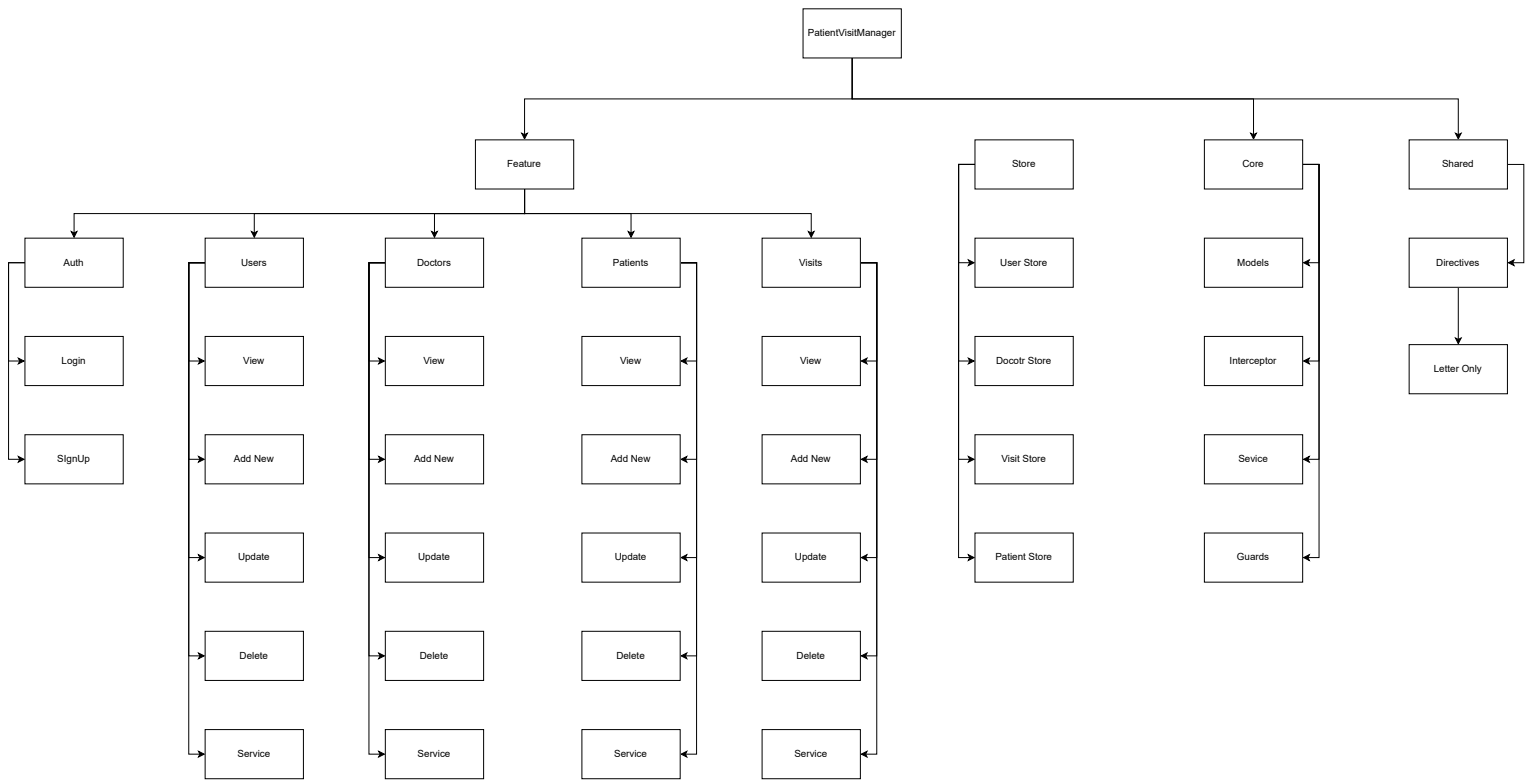 PatientVisitManager
Feature
Store
Core
Shared
Auth
Users
Doctors
Patients
Visits
User Store
Models
Directives
Login
View
View
View
View
Docotr Store
Interceptor
Letter Only
SIgnUp
Add New
Add New
Add New
Add New
Visit Store
Sevice
Update
Update
Update
Update
Patient Store
Guards
Delete
Delete
Delete
Delete
Service
Service
Service
Service